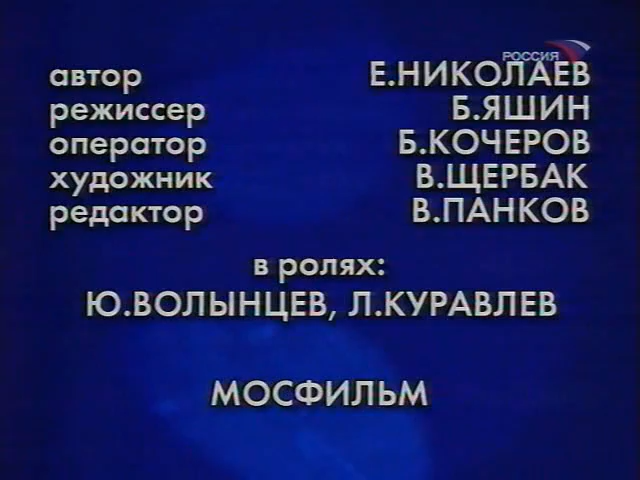 РОССИЯ
автор Е.НИКОЛАЕВ
режиссер Б.ЯШИН
оператор Б.КОЧЕРОВ
художник В.ЩЕРБАК
редактор В.ПАНКОВ
в ролях:
Ю.ВОЛЫНЦЕВ, Л.КУРАВЛЕВ
МОСФИЛЬМ